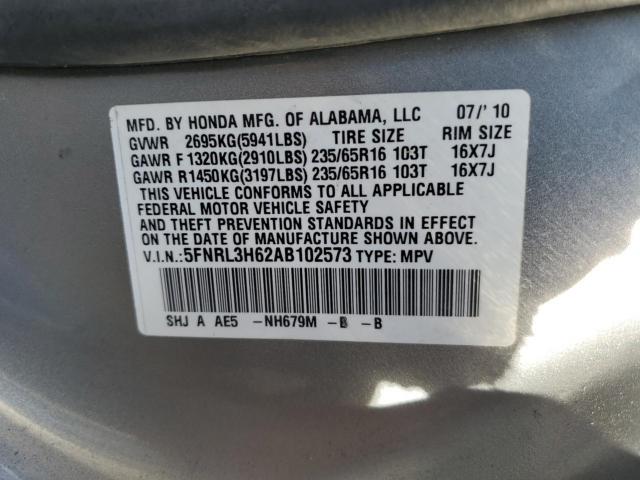 MFD. BY HONDA MFG. OF ALABAMA, LLC 07/'10
GVWR 2695KG(5941LBS) TIRE SIZE RIM SIZE
GAWR F1320KG(2910LBS)235/65R16 103T 16X7J
GAWR R1450KG(3197LBS)235/65R16 103T 16X7J
THIS VEHICLE CONFORMS TO ALL APPLICABLE
FEDERAL MOTOR VEHICLE SAFETY
AND THEFT PREVENTION STANDARDS IN EFFECT
ON THE DATE OF MANUFACTURE SHOWN ABOVE.
V.I.N.:5FNRL3H62AB102573 TYPE: MPV
SHJ A AE5 -NH679M -B -B